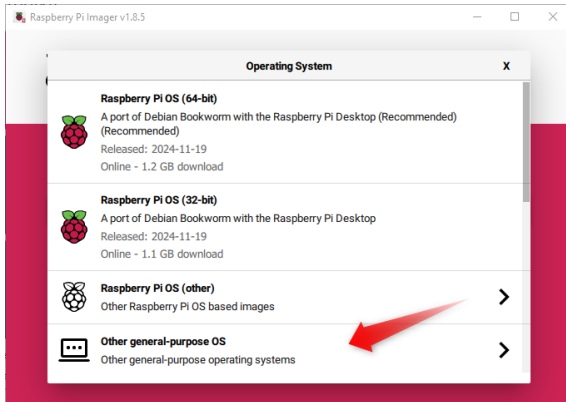 Raspberry Pi Imager v1.8.5
Operating System
X
Raspberry Pi OS (64-bit)
A port of Debian Bookworm with the Raspberry Pi Desktop (Recommended)
(Recommended)
Released: 2024-11-19
Online - 1.2 GB download
Raspberry Pi OS (32-bit)
A port of Debian Bookworm with the Raspberry Pi Desktop
Released: 2024-11-19
Online - 1.1 GB download
Raspberry Pi OS (other)
Other Raspberry Pi OS based images
Other general-purpose OS
Other general-purpose operating systems